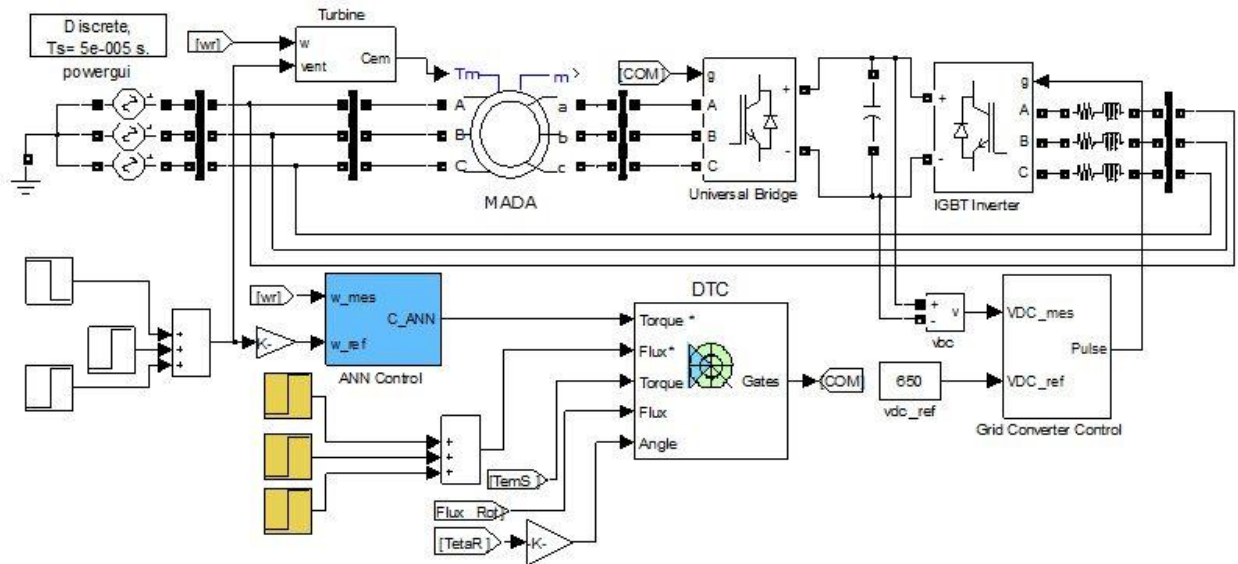 Discrete,
Ts= 5e-005 s.
powergui
Turbine
[wr]
w
vent
Cem
Tm
m
A
B
C
a
b
c
MADA
[COM]
g
A
B
C
+
-
Universal Bridge
+
-
g
A
B
C
IGBT Inverter
+
+
+
-K-
[wr]
w_mes
w_ref
C_ANN
ANN Control
+
+
+
DTC
Torque *
Flux*
Torque
Flux
Angle
Gates
[COM]
[TemS]
Flux_Rot]
[TetaR]
-K-
+
-
v
vbc
650
vdc_ref
VDC_mes
VDC_ref
Pulse
Grid Converter Control